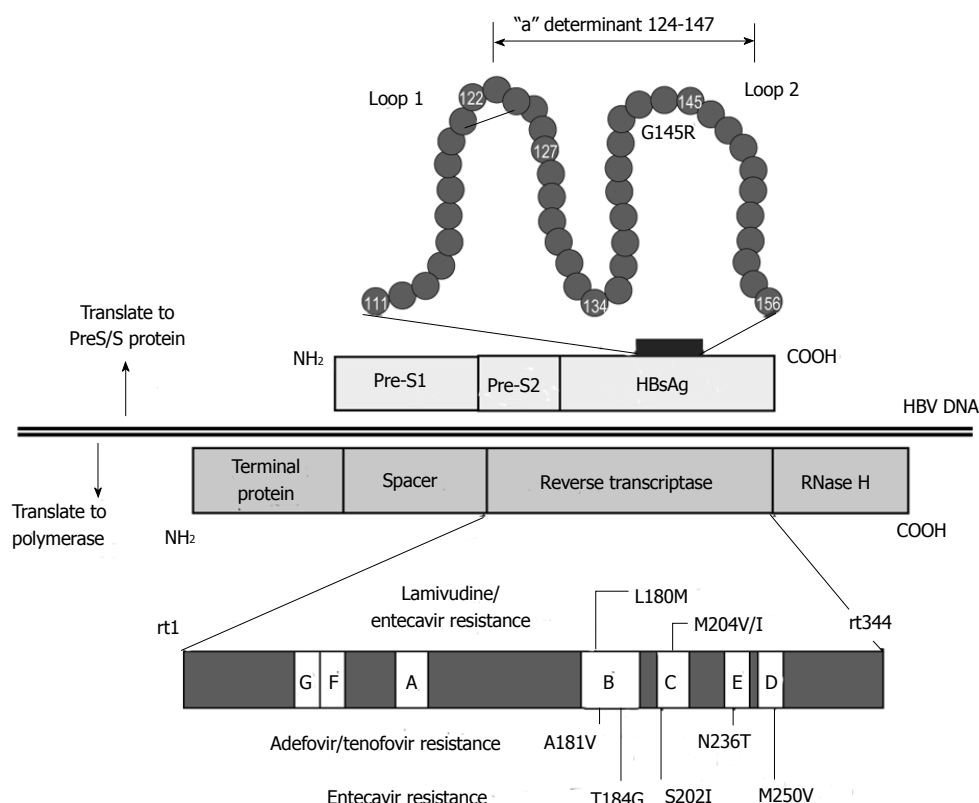 “a” determinant 124-147
Loop 1
Loop 2
122
145
G145R
127
111
134
156
Translate to
PreS/S protein
NH2
COOH
Pre-S1
Pre-S2
HBsAg
HBV DNA
Terminal
protein
Spacer
Reverse transcriptase
RNase H
Translate to
polymerase
NH2
COOH
Lamivudine/
entecavir resistance
L180M
M204V/I
rt1
rt344
G
F
A
B
C
E
D
Adefovir/tenofovir resistance
A181V
N236T
Entecavir resistance
T184G
S202I
M250V